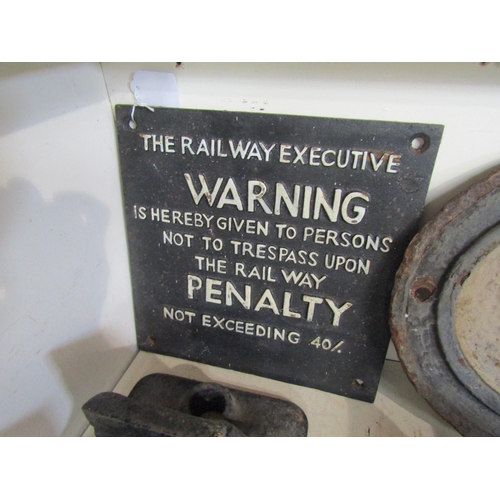 THE RAILWAY EXECUTIVE
WARNING
IS HEREBY GIVEN TO PERSONS
NOT TO TRESPASS UPON
THE RAILWAY
PENALTY
NOT EXCEEDING 40/.